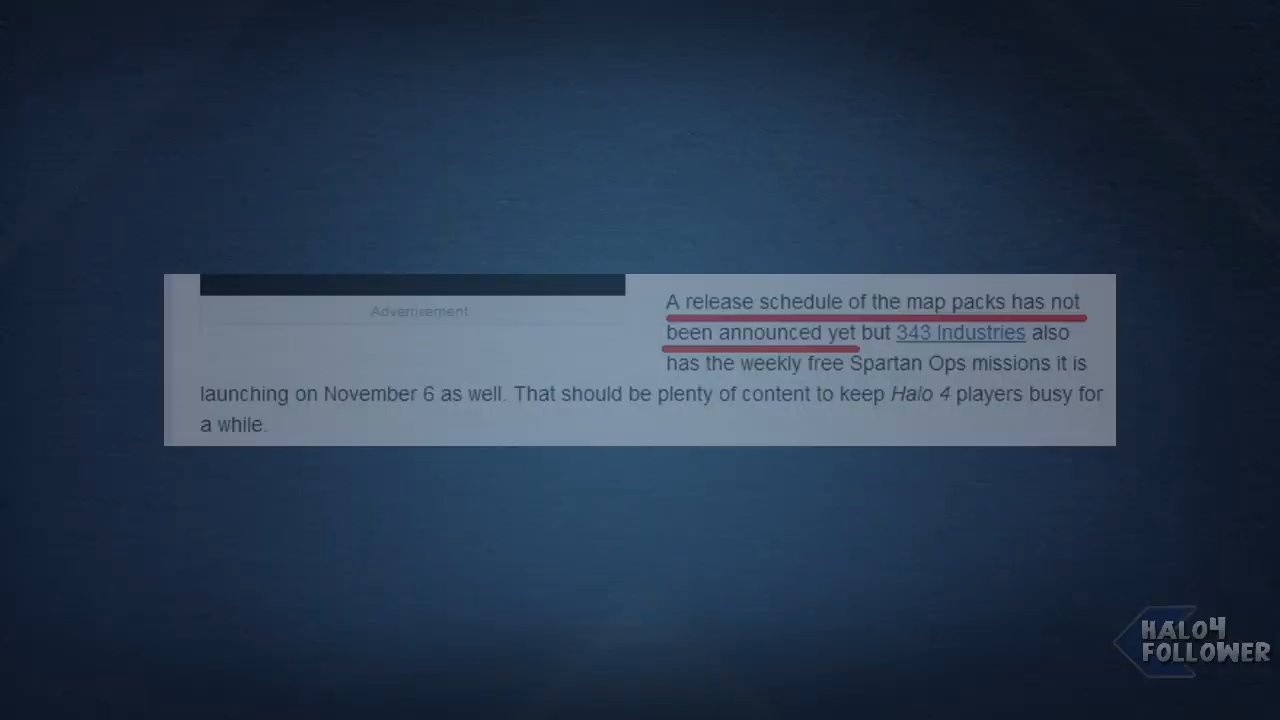 Advertisement
A release schedule of the map packs has not
been announced yet but 343 Industries also
has the weekly free Spartan Ops missions it is
launching on November 6 as well. That should be plenty of content to keep Halo 4 players busy for
a while.
HALO4
FOLLOWER